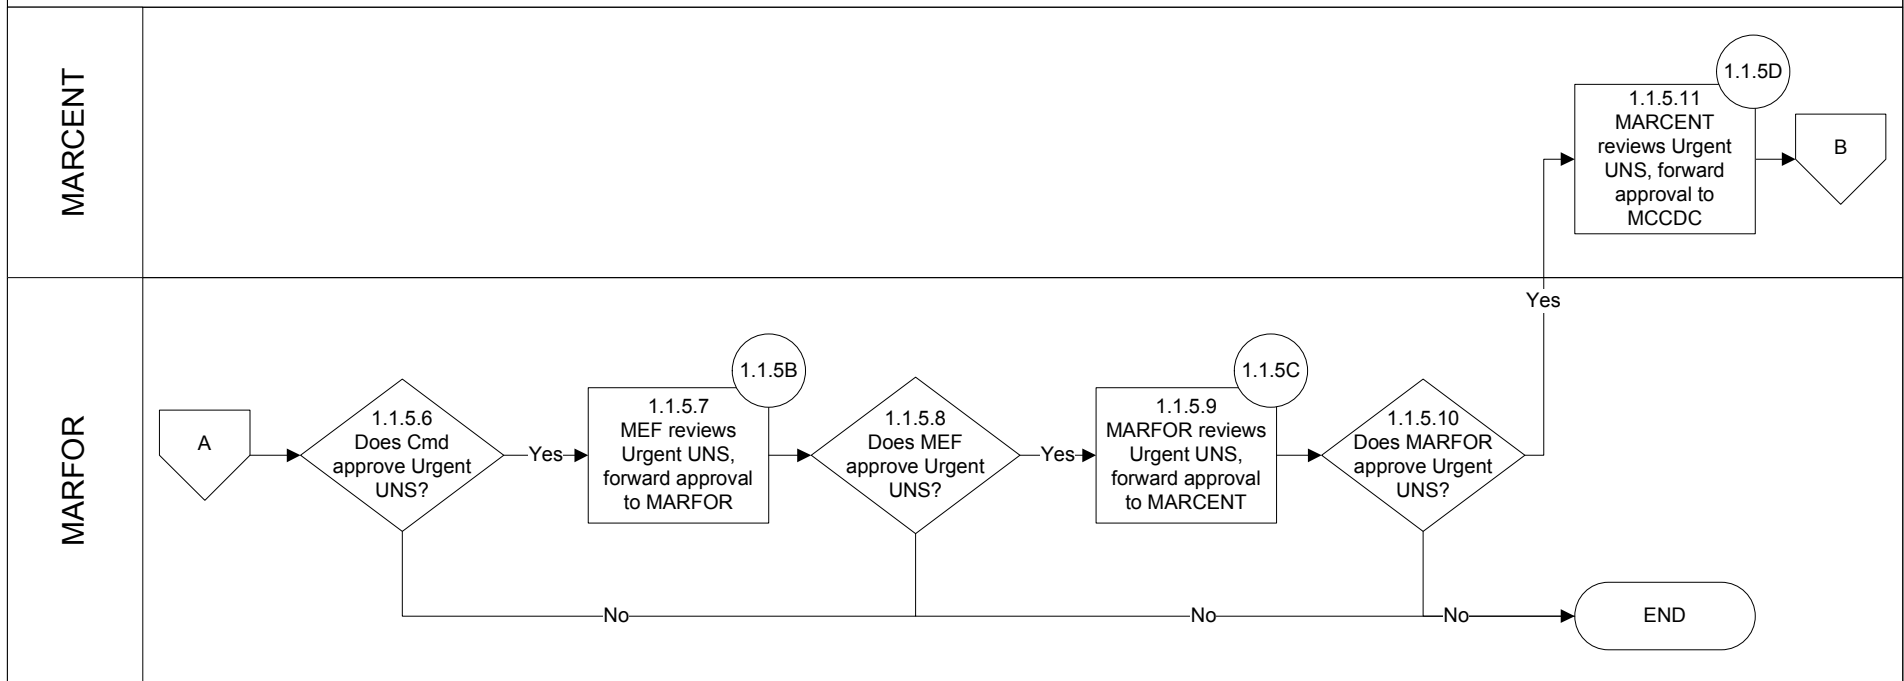 MARCENT
1.1.5D
1.1.5.11
MARCENT
reviews Urgent
UNS, forward
approval to
MCCDC
B
MARFOR
A
1.1.5.6
Does Cmd
approve Urgent
UNS?
Yes
1.1.5B
1.1.5.7
MEF reviews
Urgent UNS,
forward approval
to MARFOR
1.1.5.8
Does MEF
approve Urgent
UNS?
Yes
1.1.5C
1.1.5.9
MARFOR reviews
Urgent UNS,
forward approval
to MARCENT
1.1.5.10
Does MARFOR
approve Urgent
UNS?
Yes
No
No
No
END